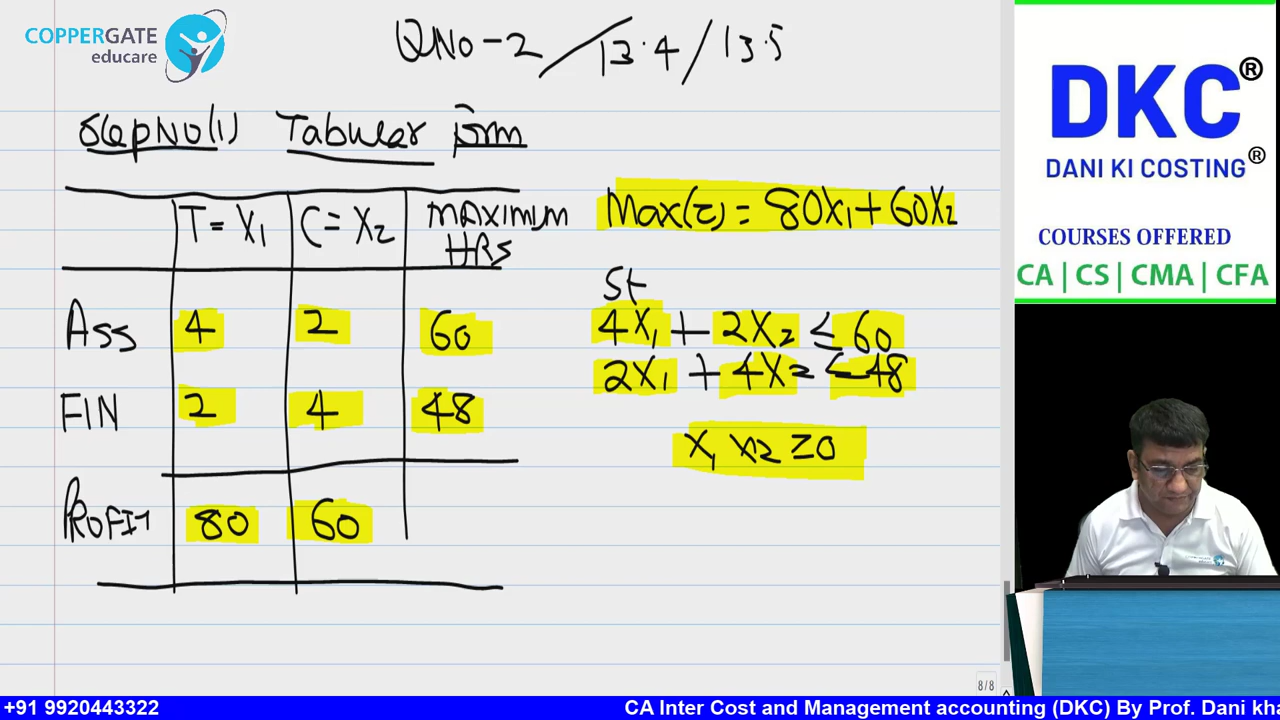 COPPERGATE
educare
QNo-2 / 13.4 / 13.5
StepNo(1) Tabular Form
T = X1 C = X2 MAXIMUM HRS
Ass 4 2 60
FIN 2 4 48
PROFIT 80 60
Max(z) = 80X1 + 60X2
St
4X1 + 2X2 ≤ 60
2X1 + 4X2 ≤ 48
X1 X2 ≥ 0
DKC®
DANI KI COSTING®
COURSES OFFERED
CA | CS | CMA | CFA
8/8
+91 9920443322
CA Inter Cost and Management accounting (DKC) By Prof. Dani kha